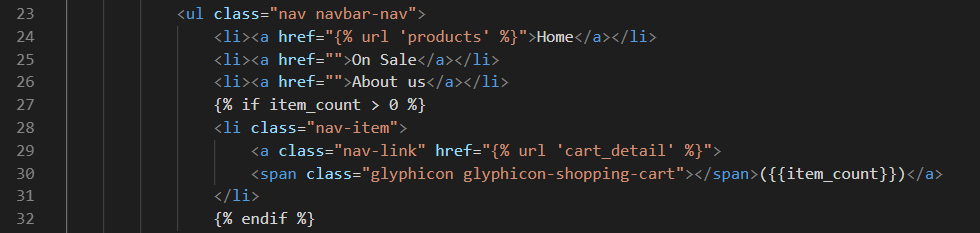 23 <ul class="nav navbar-nav">
24 <li><a href="{% url 'products' %}">Home</a></li>
25 <li><a href="">On Sale</a></li>
26 <li><a href="">About us</a></li>
27 {% if item_count > 0 %}
28 <li class="nav-item">
29 <a class="nav-link" href="{% url 'cart_detail' %}">
30 <span class="glyphicon glyphicon-shopping-cart"></span>({{item_count}})</a>
31 </li>
32 {% endif %}